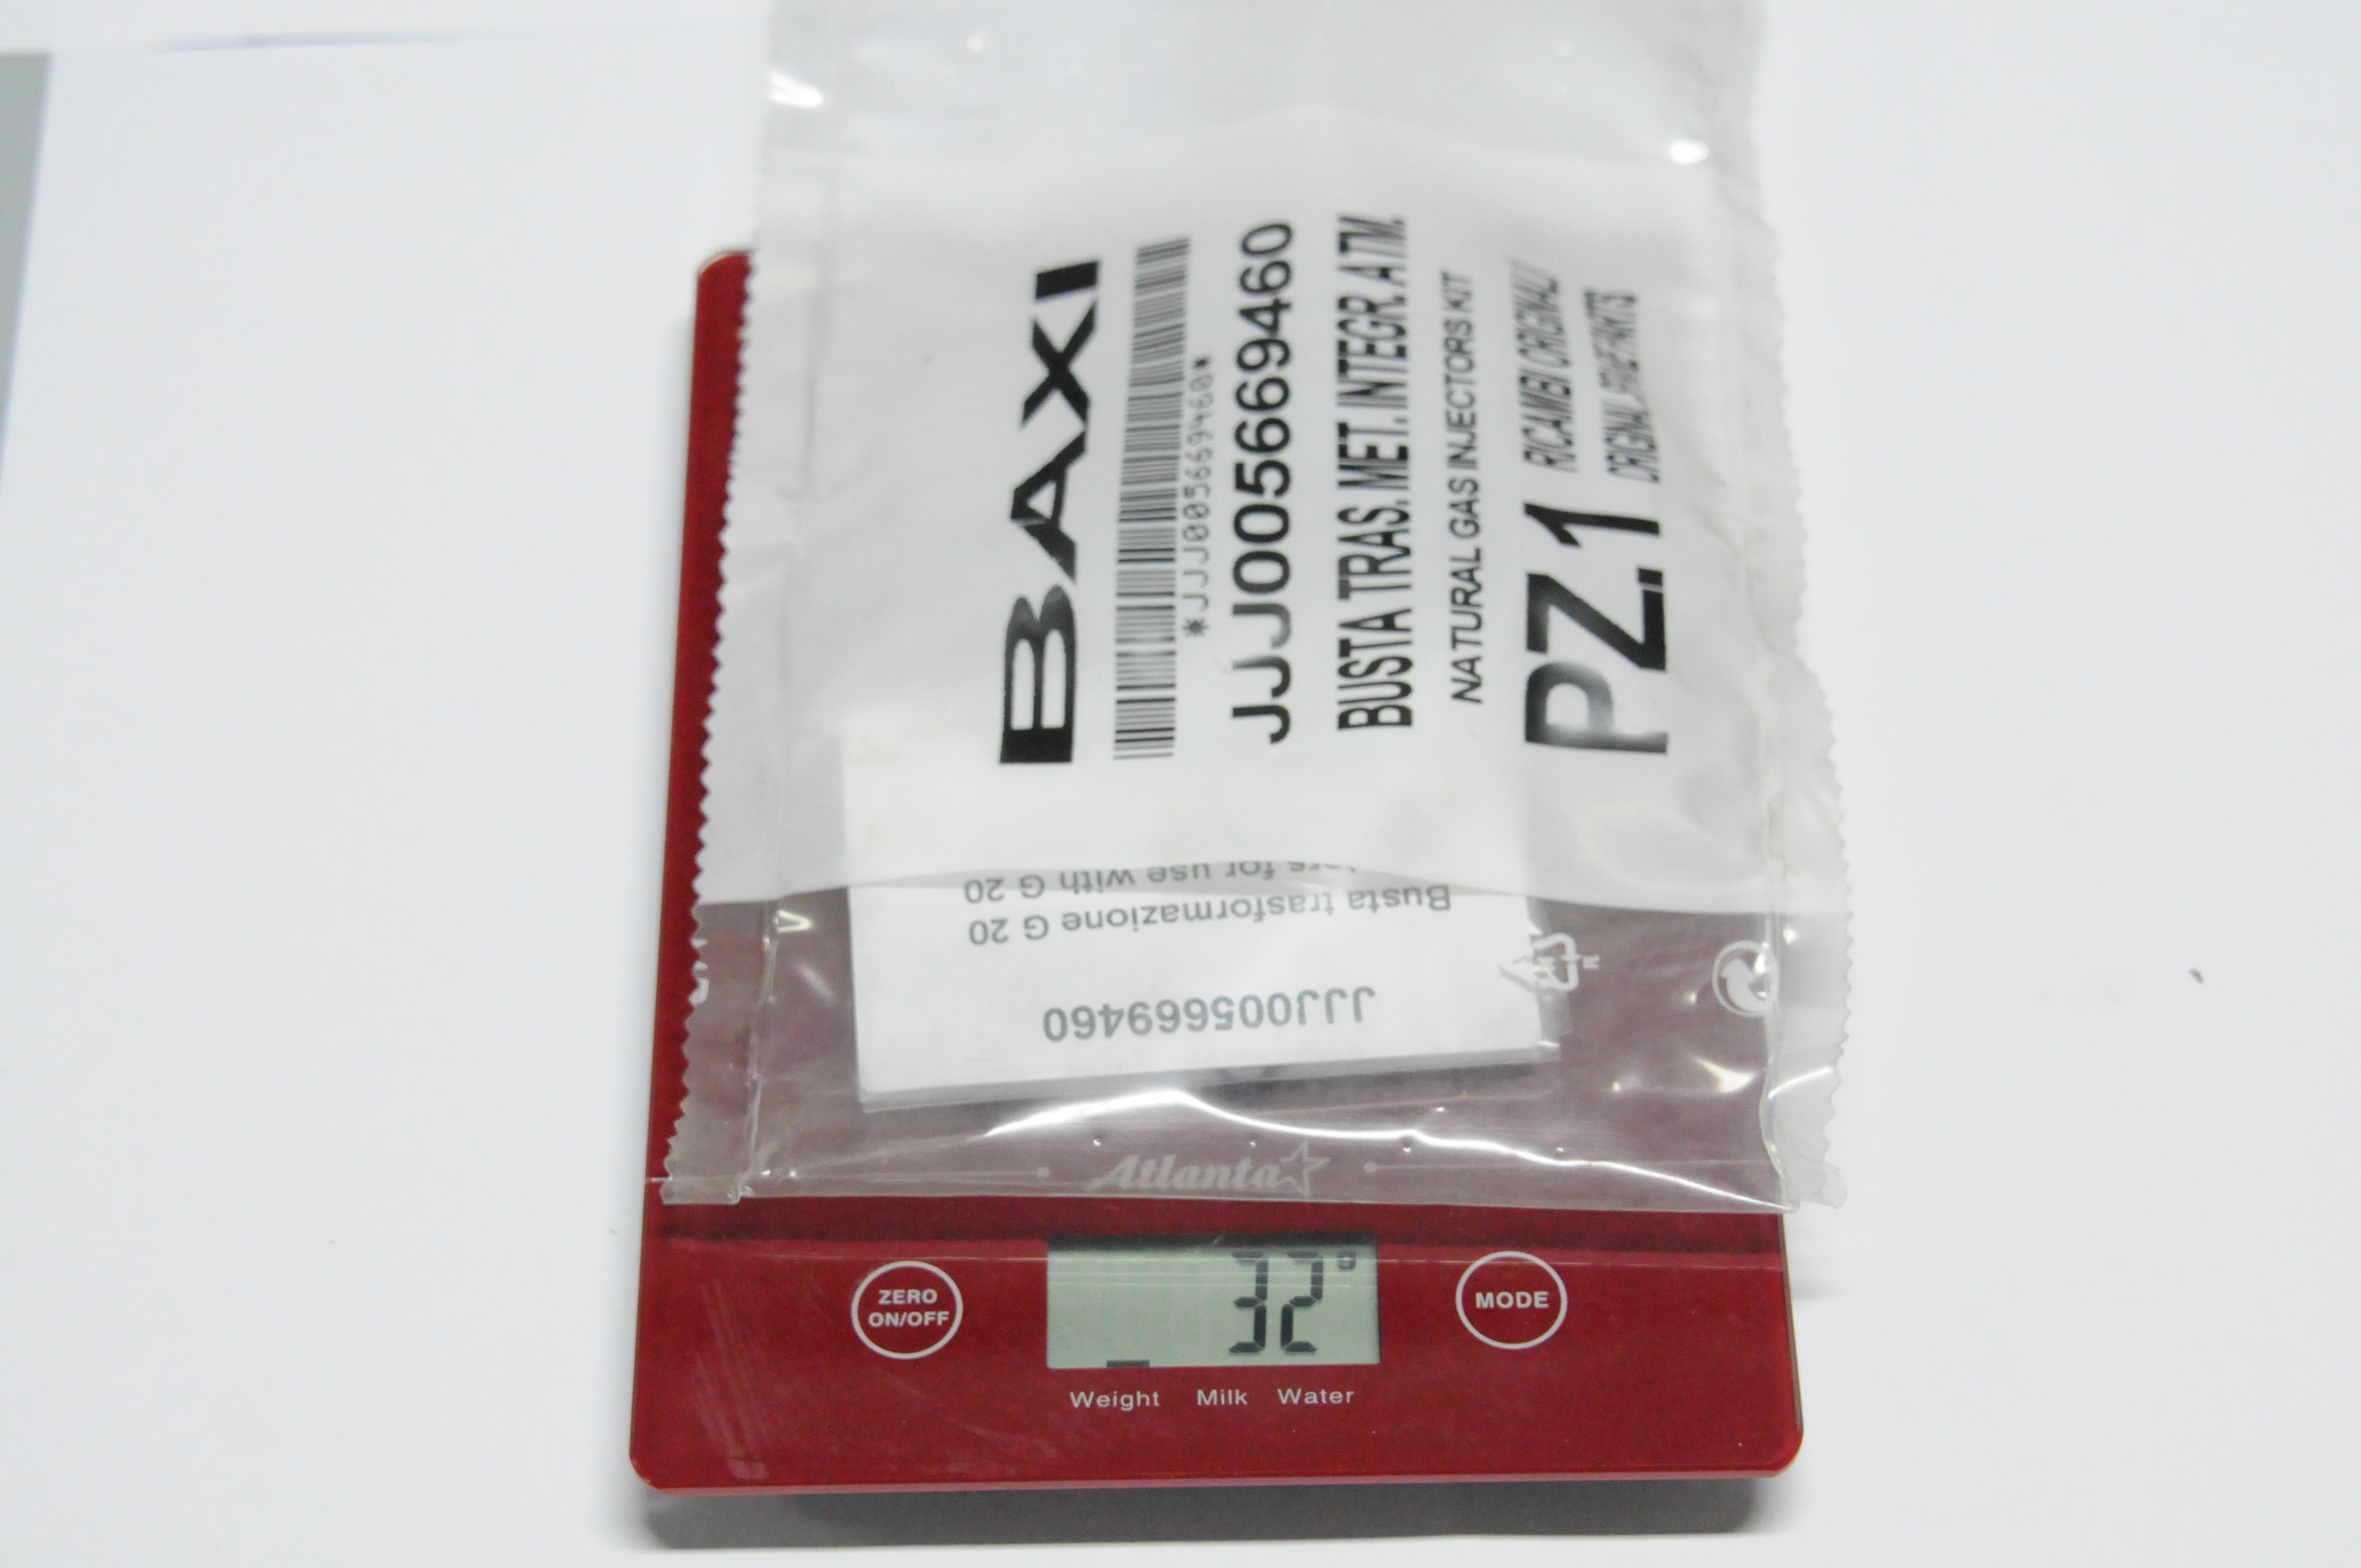 BAXI
*JJJ005669460*
JJJ005669460
BUSTA TRAS.MET.INTEGR.ATM.
NATURAL GAS INJECTORS KIT
PZ.1
RICAMBI ORIGINALI
ORIGINAL PARTS
for use with G 20
Busta trasformazione G 20
JJJ005669460
Atlanta
ZERO
ON/OFF
32 g
MODE
Weight Milk Water